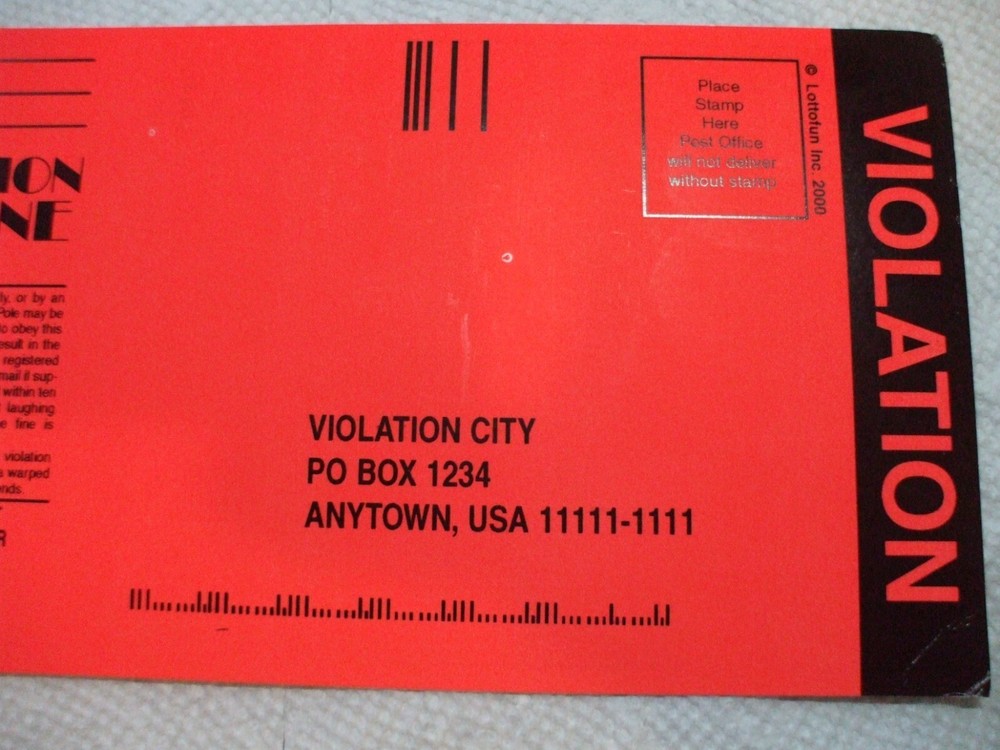 ION
NE
ly, or by an
Pole may be
to obey this
esult in the
registered
mail if sup-
within ten
laughing
e fine is
violation
s warped
onds.
R
VIOLATION CITY
PO BOX 1234
ANYTOWN, USA 11111-1111
Place
Stamp
Here
Post Office
will not deliver
without stamp
© Lottofun Inc. 2000
VIOLATION